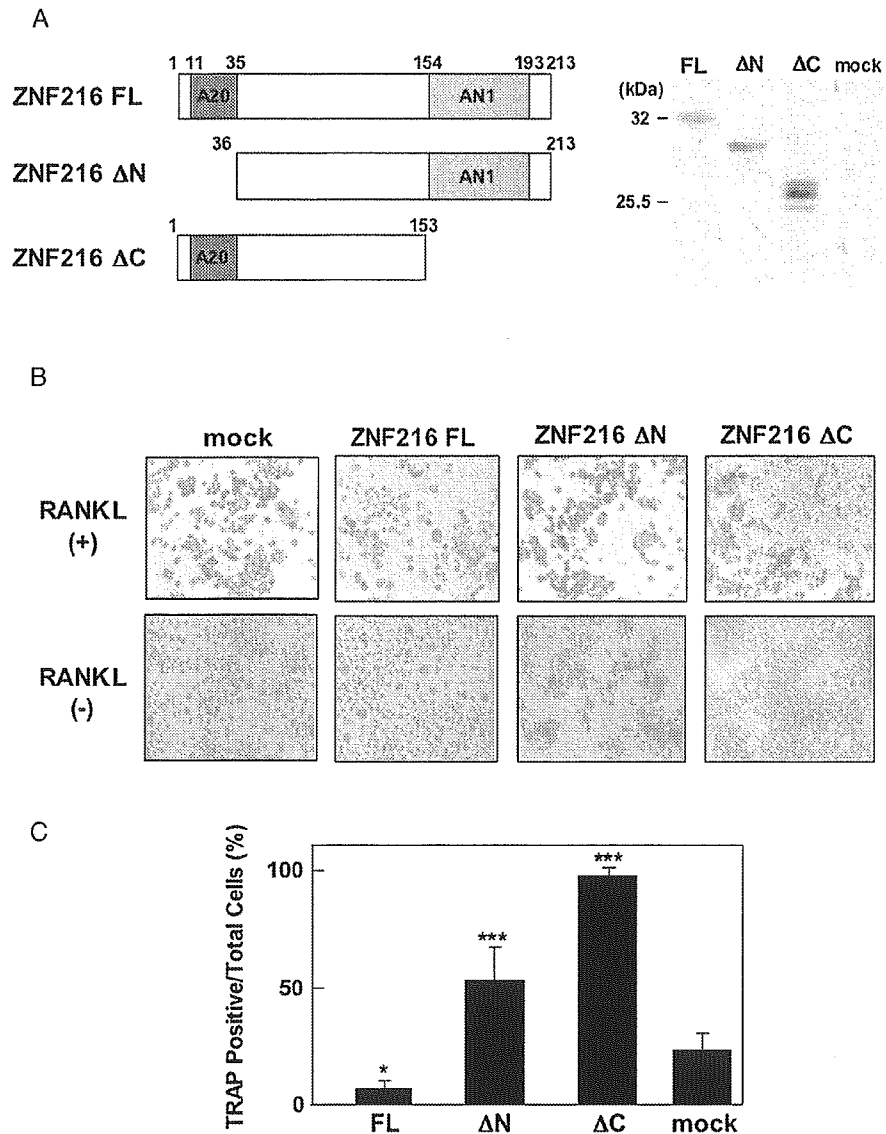 A
1 11 35 154 193 213
ZNF216 FL
A20
AN1
36 213
ZNF216 ΔN
AN1
1 153
ZNF216 ΔC
A20
FL ΔN ΔC mock
(kDa)
32 –
25.5 –
B
mock ZNF216 FL ZNF216 ΔN ZNF216 ΔC
RANKL
(+)
RANKL
(-)
C
TRAP Positive/Total Cells (%)
100
50
0
*
***
***
FL ΔN ΔC mock